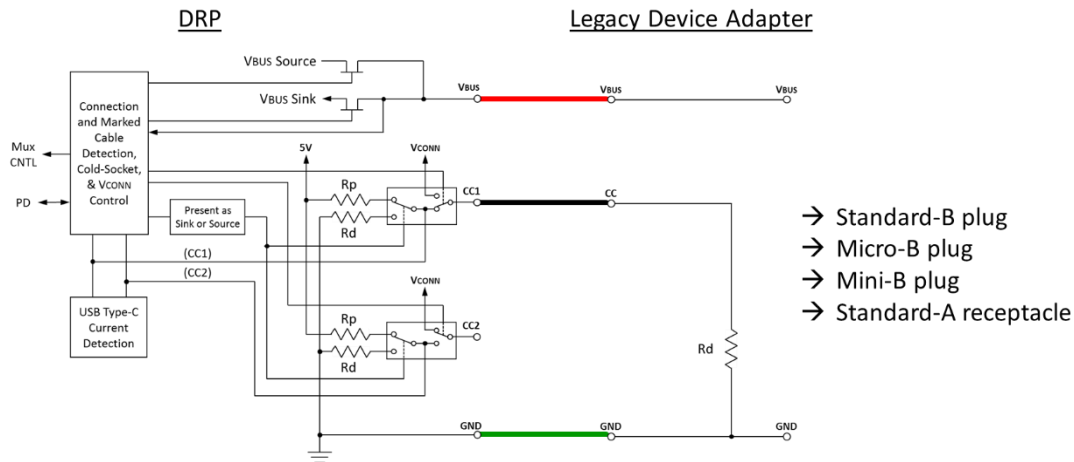 DRP
Legacy Device Adapter
VBUS Source
VBUS Sink
VBUS
VBUS
VBUS
Connection
and Marked
Cable
Detection,
Cold-Socket,
& VCONN
Control
Mux
CNTL
PD
Present as
Sink or Source
5V
VCONN
Rp
Rd
CC1
CC
(CC1)
(CC2)
USB Type-C
Current
Detection
VCONN
Rp
Rd
CC2
Rd
→ Standard-B plug
→ Micro-B plug
→ Mini-B plug
→ Standard-A receptacle
GND
GND
GND